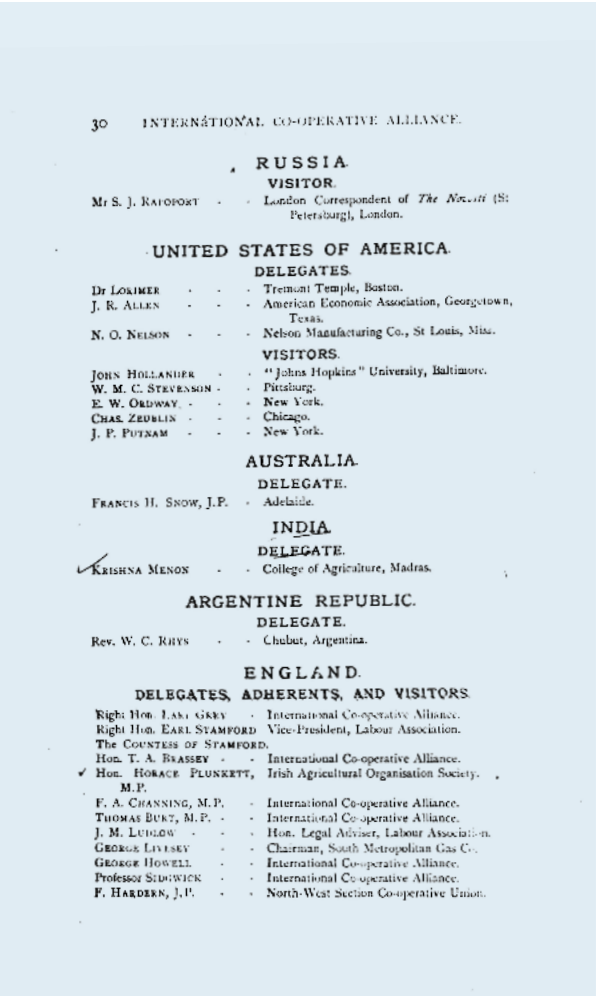 30 INTERNATIONAL CO-OPERATIVE ALLIANCE.
RUSSIA.
VISITOR.
Mr S. J. RAPOPORT - - London Correspondent of The Novosti (St
Petersburg), London.
UNITED STATES OF AMERICA.
DELEGATES.
Dr LORIMER - - - Tremont Temple, Boston.
J. R. ALLEN - - - American Economic Association, Georgetown,
Texas.
N. O. NELSON - - - Nelson Manufacturing Co., St Louis, Miss.
VISITORS.
JOHN HOLLANDER - - "Johns Hopkins" University, Baltimore.
W. M. C. STEVENSON - - Pittsburg.
E. W. ORDWAY - - - New York.
CHAS. ZEUBLIN - - - Chicago.
J. P. PUTNAM - - - New York.
AUSTRALIA.
DELEGATE.
FRANCIS H. SNOW, J.P. - Adelaide.
INDIA.
DELEGATE.
KRISHNA MENON - - College of Agriculture, Madras.
ARGENTINE REPUBLIC.
DELEGATE.
Rev. W. C. RHYS - - Chubut, Argentina.
ENGLAND.
DELEGATES, ADHERENTS, AND VISITORS.
Right Hon. EARL GREY - International Co-operative Alliance.
Right Hon. EARL STAMFORD Vice-President, Labour Association.
The COUNTESS OF STAMFORD.
Hon. T. A. BRASSEY - - International Co-operative Alliance.
Hon. HORACE PLUNKETT, Irish Agricultural Organisation Society.
M.P.
F. A. CHANNING, M.P. - International Co-operative Alliance.
THOMAS BURT, M.P. - - International Co-operative Alliance.
J. M. LUDLOW - - - Hon. Legal Adviser, Labour Association.
GEORGE LIVESEY - - Chairman, South Metropolitan Gas Co.
GEORGE HOWELL - - International Co-operative Alliance.
Professor SIDGWICK - - International Co-operative Alliance.
F. HARDERN, J.P. - - North-West Section Co-operative Union.